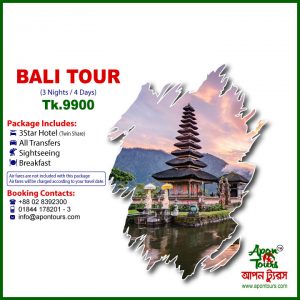 BALI TOUR
(3 Nights / 4 Days)
Tk.9900
Package Includes:
3Star Hotel (Twin Share)
All Transfers
Sightseeing
Breakfast
Air fares are not included with this package
Air fares will be charged according to your travel date.
Booking Contacts:
+88 02 8392300
01844 178201 - 3
info@apontours.com
Apon
Tours
আপন ট্যুরস
www.apontours.com